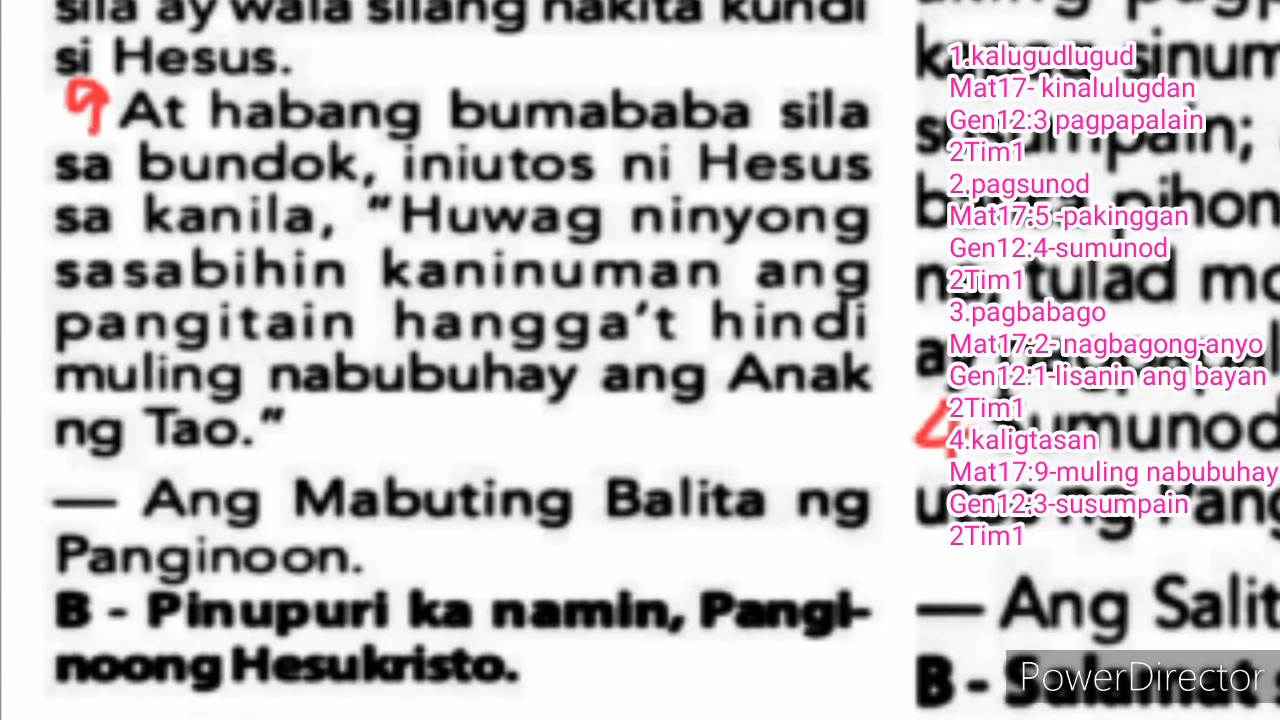 sila ay wala silang nakita kundi
si Hesus.
9 At habang bumababa sila
sa bundok, iniutos ni Hesus
sa kanila, “Huwag ninyong
sasabihin kaninuman ang
pangitain hangga’t hindi
muling nabubuhay ang Anak
ng Tao.”
— Ang Mabuting Balita ng
Panginoon.
B - Pinupuri ka namin, Pangi-
noong Hesukristo.
1.kalugudlugud
Mat17- kinalulugdan
Gen12:3 pagpapalain
2Tim1
2.pagsunod
Mat17:5 -pakinggan
Gen12:4-sumunod
2Tim1
3.pagbabago
Mat17:2- nagbagong-anyo
Gen12:1-lisanin ang bayan
2Tim1
4.kaligtasan
Mat17:9-muling nabubuhay
Gen12:3-susumpain
2Tim1
tulad
4
— Ang
B -
PowerDirector